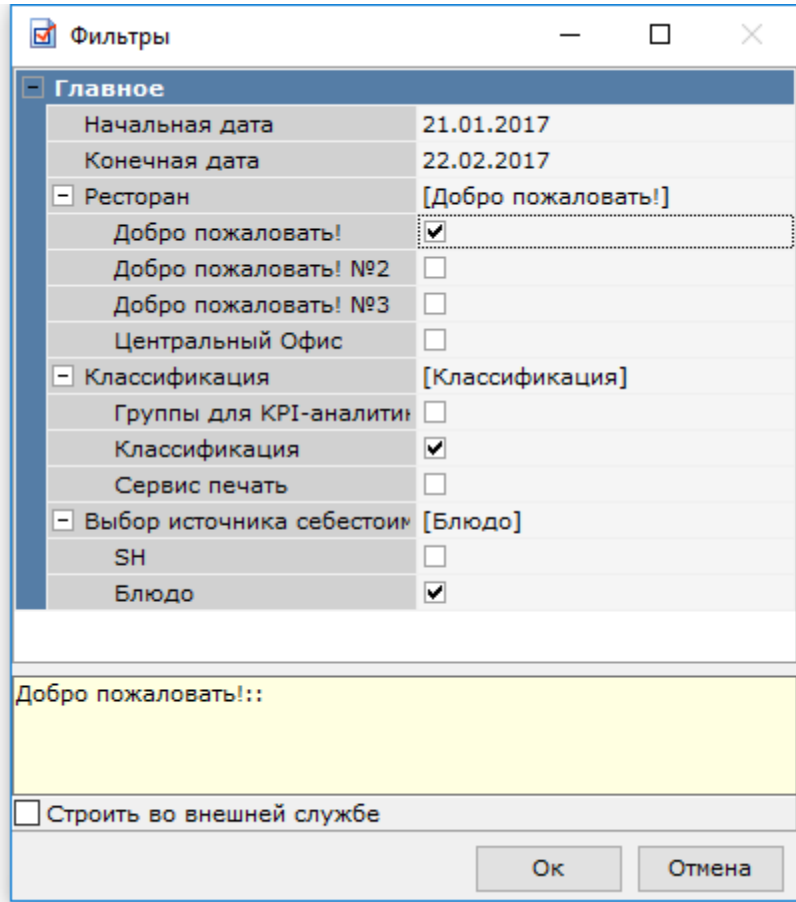 Фильтры
Главное
Начальная дата 21.01.2017
Конечная дата 22.02.2017
Ресторан [Добро пожаловать!]
Добро пожаловать!
Добро пожаловать! №2
Добро пожаловать! №3
Центральный Офис
Классификация [Классификация]
Группы для KPI-аналитик
Классификация
Сервис печать
Выбор источника себестоим [Блюдо]
SH
Блюдо
Добро пожаловать!::
Строить во внешней службе
Ок Отмена